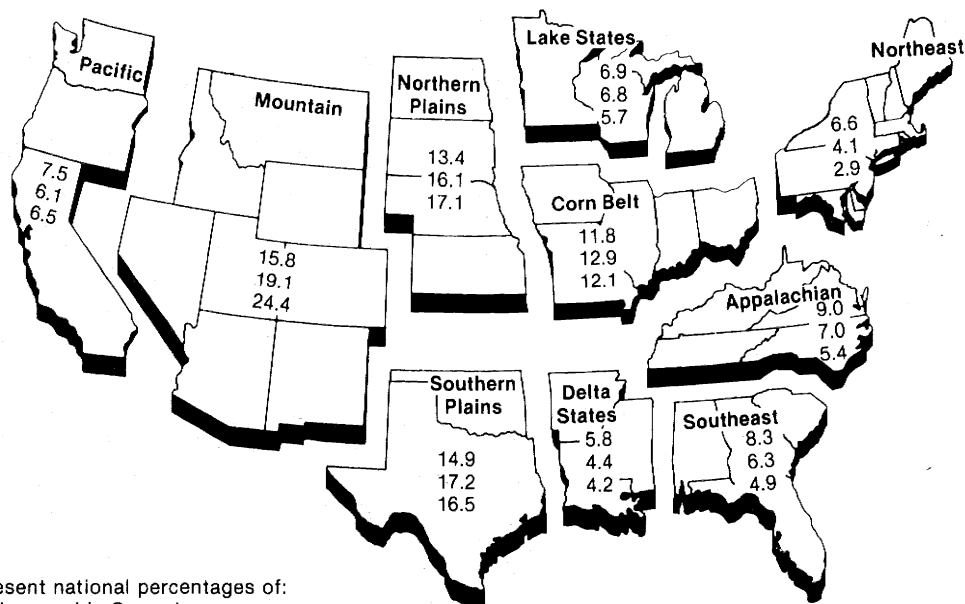 Pacific
7.5
6.1
6.5
Mountain
15.8
19.1
24.4
Northern
Plains
13.4
16.1
17.1
Lake States
6.9
6.8
5.7
Northeast
6.6
4.1
2.9
Corn Belt
11.8
12.9
12.1
Appalachian
9.0
7.0
5.4
Southern
Plains
14.9
17.2
16.5
Delta
States
5.8
4.4
4.2
Southeast
8.3
6.3
4.9
esent national percentages of: